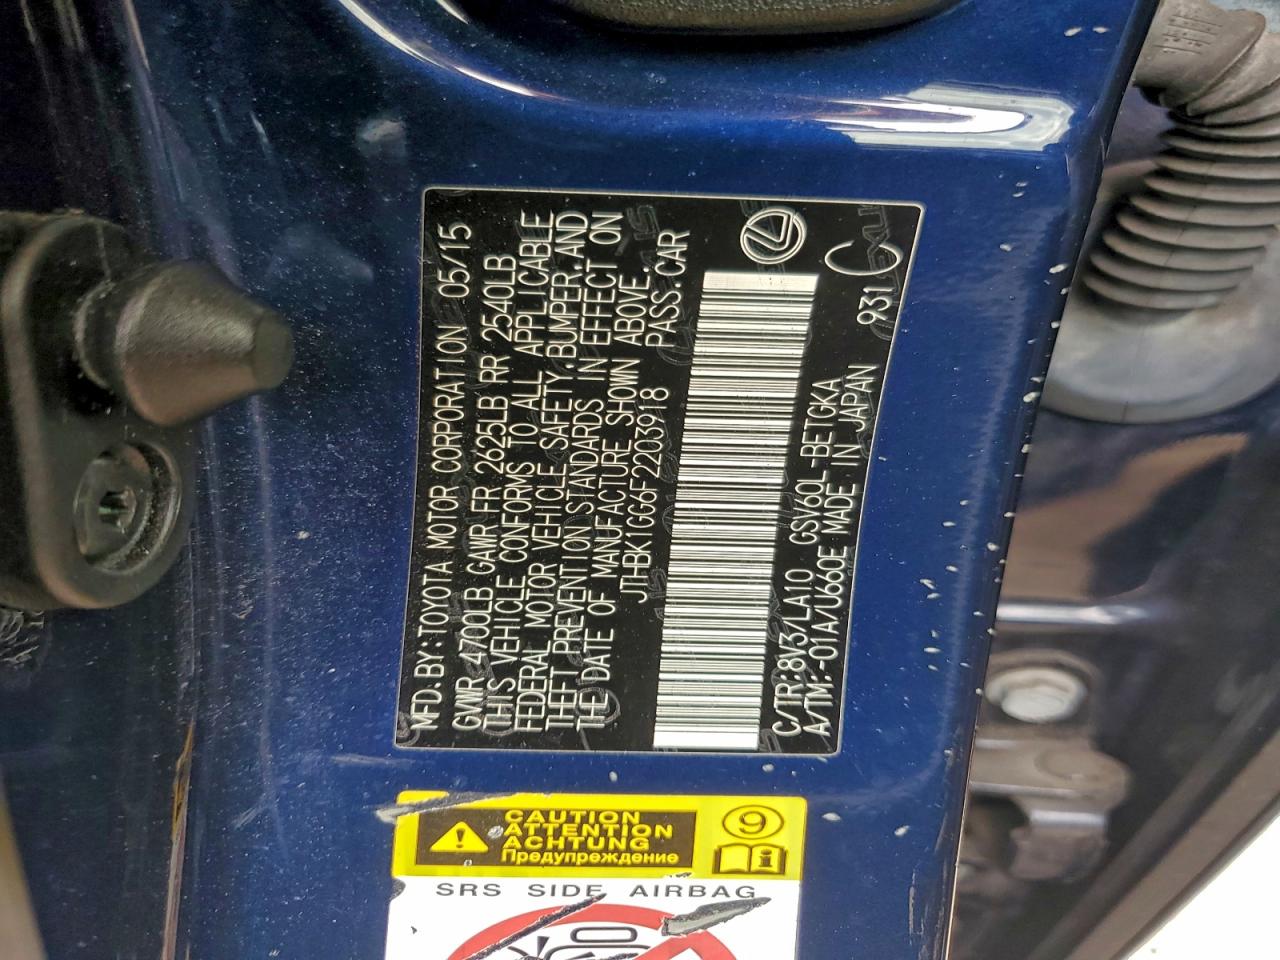 MFD. BY: TOYOTA MOTOR CORPORATION 05/15
GVWR 4700LB GAWR FR 2625LB RR 2540LB
THIS VEHICLE CONFORMS TO ALL APPLICABLE
FEDERAL MOTOR VEHICLE SAFETY, BUMPER, AND
THEFT PREVENTION STANDARDS IN EFFECT ON
THE DATE OF MANUFACTURE SHOWN ABOVE.
JTHBK1GG6F2203918 PASS. CAR
C/TR:8V3/LA10 GSV60L-BETGKA
A/TM:-01A/U660E MADE IN JAPAN 931 C
CAUTION
ATTENTION
ACHTUNG
Предупреждение
9
i
SRS SIDE AIRBAG